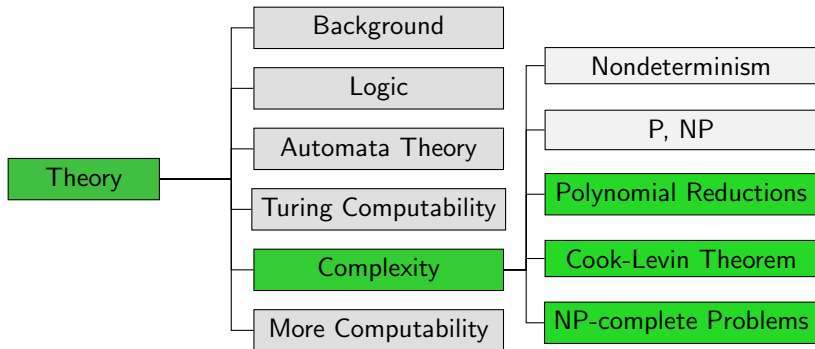 Theory
Background
Logic
Automata Theory
Turing Computability
Complexity
More Computability
Nondeterminism
P, NP
Polynomial Reductions
Cook-Levin Theorem
NP-complete Problems